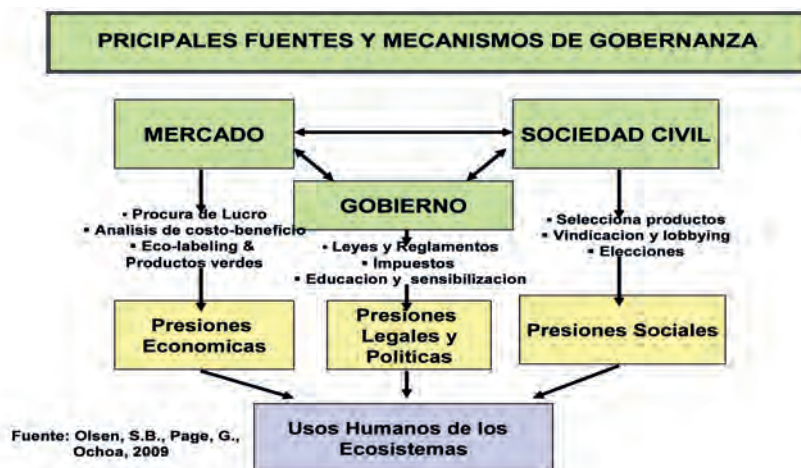 PRICIPALES FUENTES Y MECANISMOS DE GOBERNANZA
MERCADO
SOCIEDAD CIVIL
GOBIERNO
▪ Procura de Lucro
▪ Analisis de costo-beneficio
▪ Eco-labeling &
Productos verdes
▪ Leyes y Reglamentos
▪ Impuestos
▪ Educacion y sensibilizacion
▪ Selecciona productos
▪ Vindicacion y lobbying
▪ Elecciones
Presiones
Economicas
Presiones
Legales y
Politicas
Presiones Sociales
Usos Humanos de los
Ecosistemas
Fuente: Olsen, S.B., Page, G.,
Ochoa, 2009